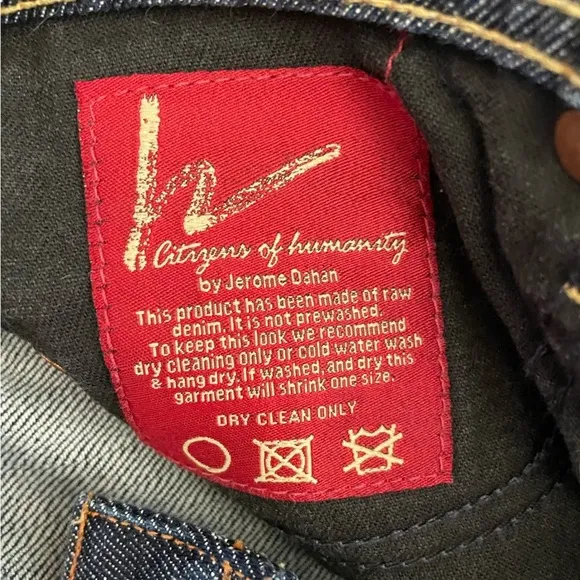 h
Citizens of humanity
by Jerome Dahan
This product has been made of raw
denim. It is not prewashed.
To keep this look we recommend
dry cleaning only or cold water wash
& hang dry. If washed, and dry this
garment will shrink one size.
DRY CLEAN ONLY